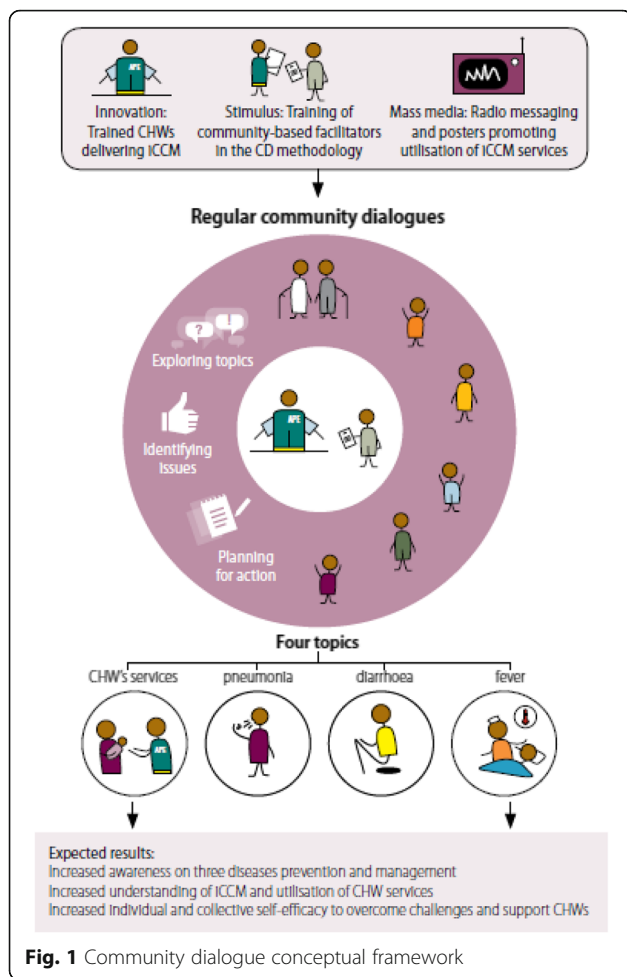 APE
Innovation:
Trained CHWs
delivering iCCM
Stimulus: Training of
community-based facilitators
in the CD methodology
Mass media: Radio messaging
and posters promoting
utilisation of iCCM services
Regular community dialogues
? !
Exploring topics
Identifying
issues
Planning
for action
APE
Four topics
CHW's services
pneumonia
diarrhoea
fever
APE
Expected results:
Increased awareness on three diseases prevention and management
Increased understanding of iCCM and utilisation of CHW services
Increased individual and collective self-efficacy to overcome challenges and support CHWs
Fig. 1 Community dialogue conceptual framework